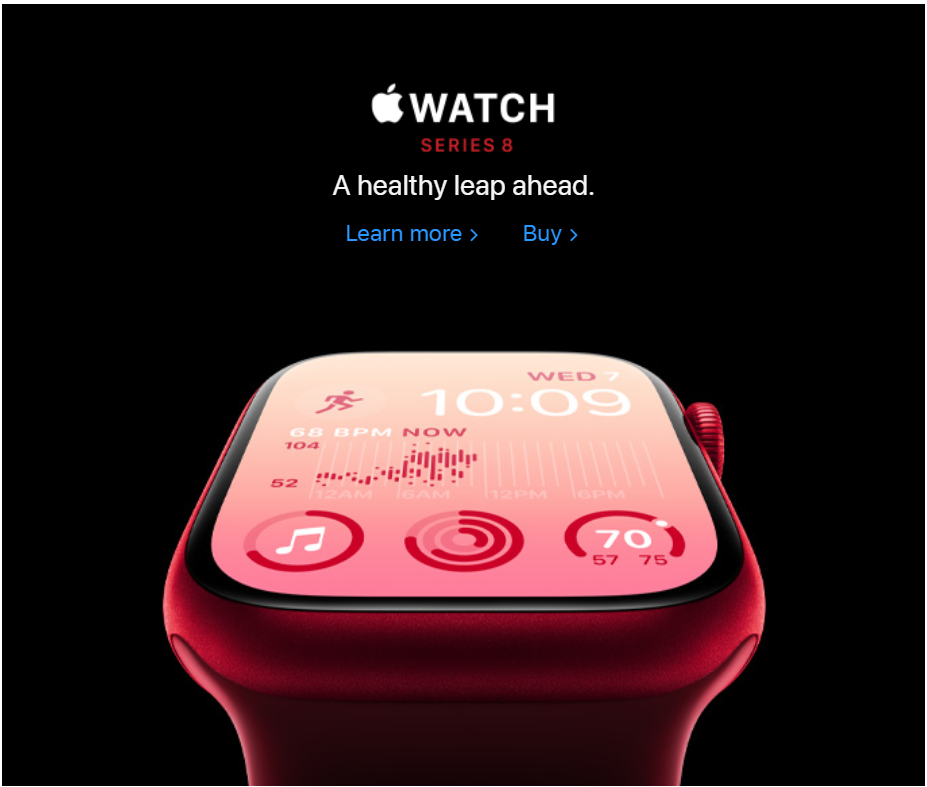 WATCH
SERIES 8
A healthy leap ahead.
Learn more > Buy >
WED 7
10:09
68 BPM NOW
104
52
12AM 6AM 12PM 6PM
70
57 75